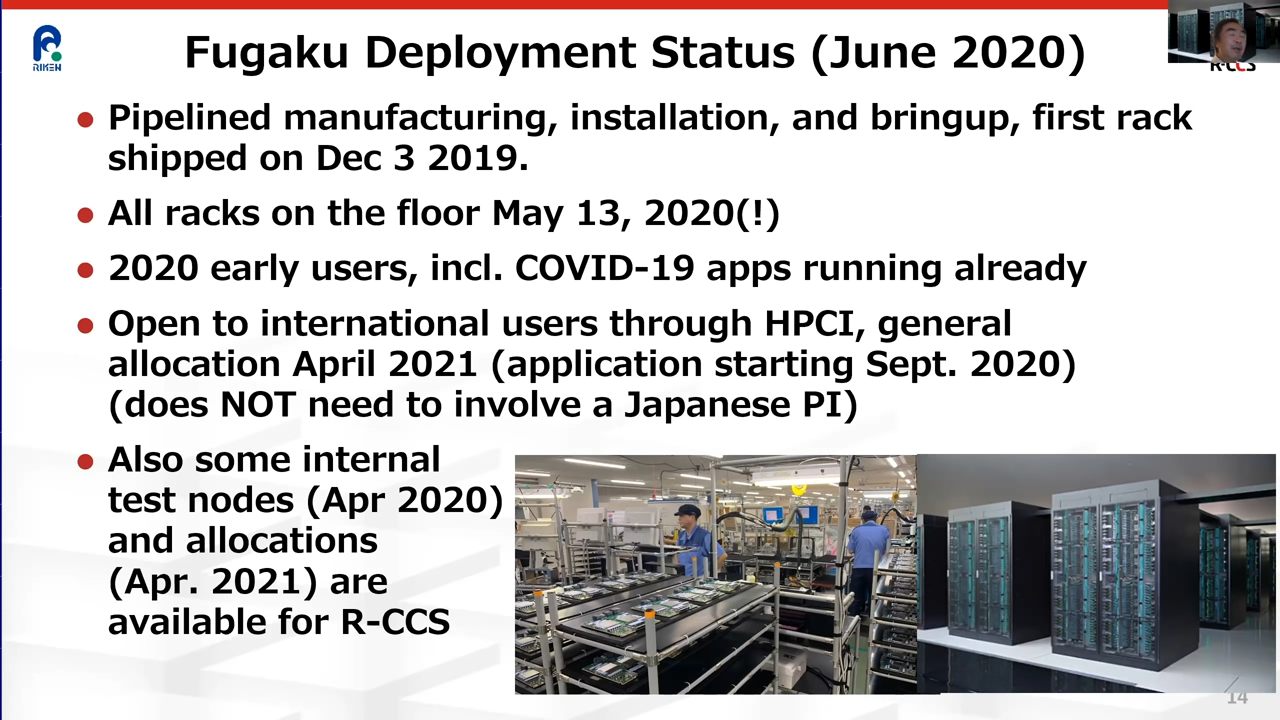 RIKEN
Fugaku Deployment Status (June 2020)
R-CCS
● Pipelined manufacturing, installation, and bringup, first rack
shipped on Dec 3 2019.
● All racks on the floor May 13, 2020(!)
● 2020 early users, incl. COVID-19 apps running already
● Open to international users through HPCI, general
allocation April 2021 (application starting Sept. 2020)
(does NOT need to involve a Japanese PI)
● Also some internal
test nodes (Apr 2020)
and allocations
(Apr. 2021) are
available for R-CCS
14